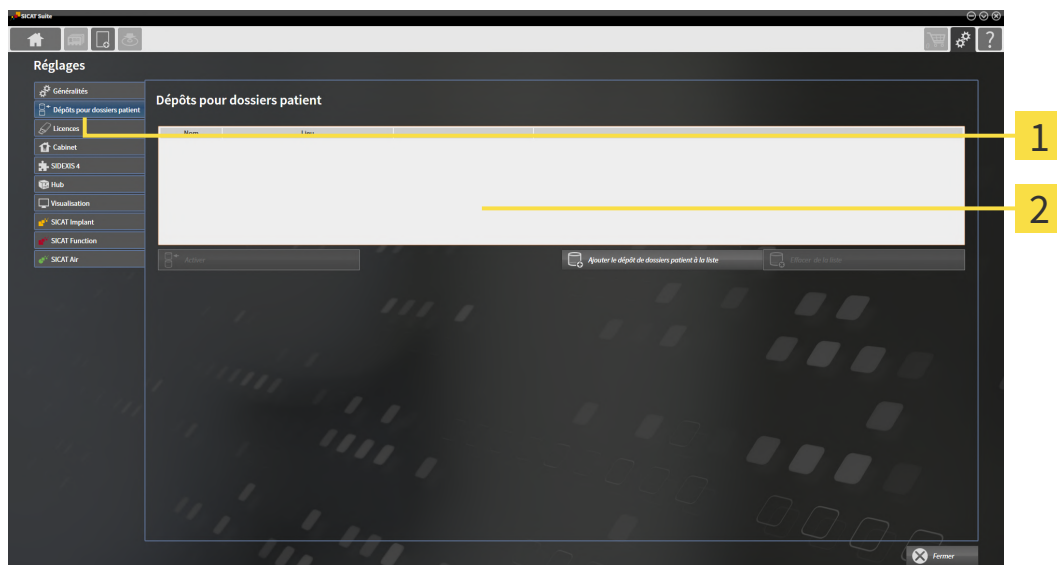 SICAT Suite
?
Réglages
Généralités
Dépôts pour dossiers patient
Licences
Cabinet
SIDEXIS 4
Hub
Visualisation
SICAT Implant
SICAT Function
SICAT Air
Dépôts pour dossiers patient
Nom
Lieu
Activer
Ajouter le dépôt de dossiers patient à la liste
Effacer de la liste
Fermer
1
2